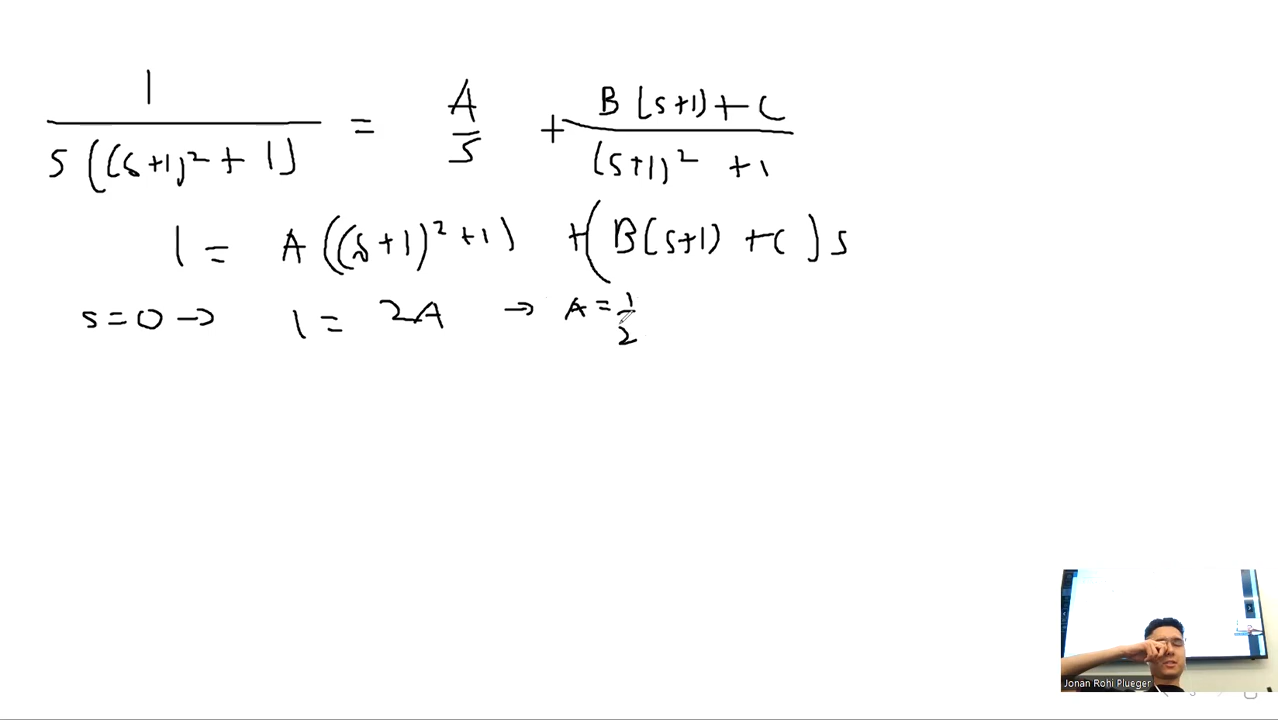 1 / (s((s+1)² + 1)) = A/s + (B(s+1) + C) / ((s+1)² + 1)
1 = A((s+1)² + 1) + (B(s+1) + C)s
s = 0 → 1 = 2A → A = 1/2
Jonan Rohi Plueger